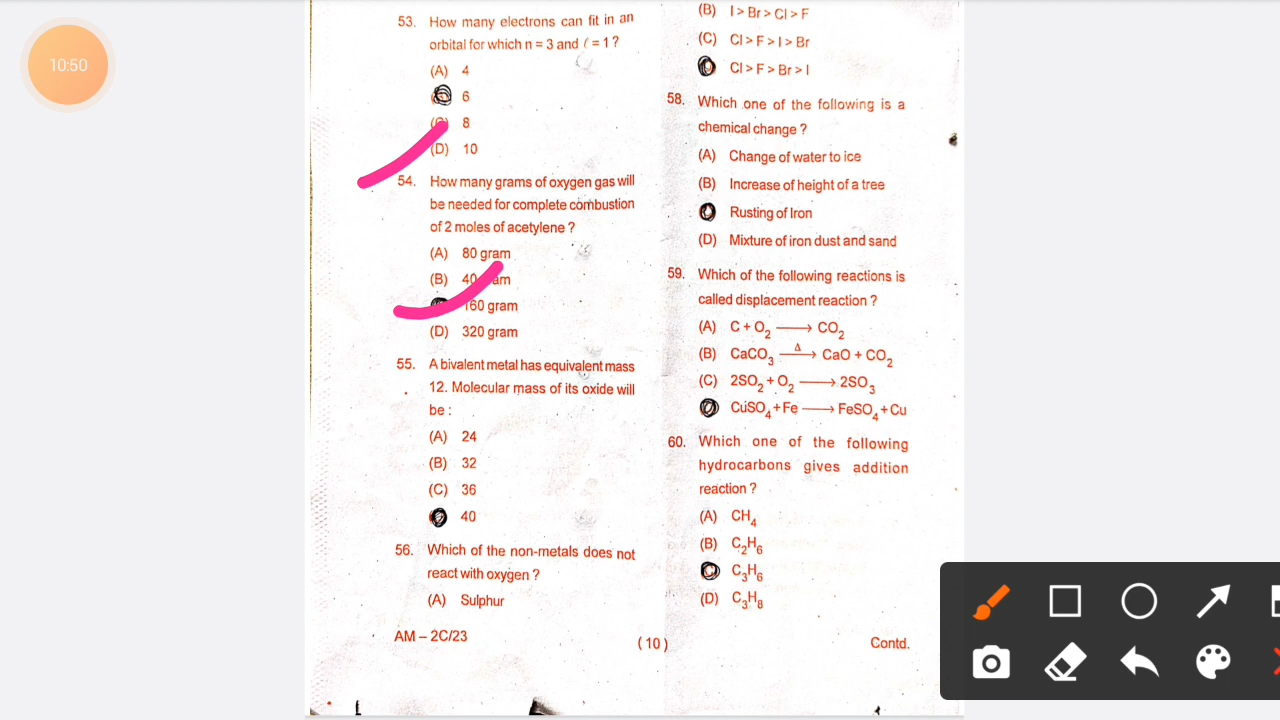 10:50
53. How many electrons can fit in an
orbital for which n = 3 and ℓ = 1 ?
(A) 4
6
(C) 8
(D) 10
54. How many grams of oxygen gas will
be needed for complete combustion
of 2 moles of acetylene ?
(A) 80 gram
(B) 40
160 gram
(D) 320 gram
55. A bivalent metal has equivalent mass
12. Molecular mass of its oxide will
be :
(A) 24
(B) 32
(C) 36
40
56. Which of the non-metals does not
react with oxygen ?
(A) Sulphur
AM – 2C/23
(B) I > Br > Cl > F
(C) Cl > F > I > Br
Cl > F > Br > I
58. Which one of the following is a
chemical change ?
(A) Change of water to ice
(B) Increase of height of a tree
Rusting of Iron
(D) Mixture of iron dust and sand
59. Which of the following reactions is
called displacement reaction ?
(A) C + O₂ ⟶ CO₂
(B) CaCO₃ —Δ→ CaO + CO₂
(C) 2SO₂ + O₂ ⟶ 2SO₃
CuSO₄ + Fe ⟶ FeSO₄ + Cu
60. Which one of the following
hydrocarbons gives addition
reaction ?
(A) CH₄
(B) C₂H₆
C₃H₆
(D) C₃H₈
( 10 )
Contd.